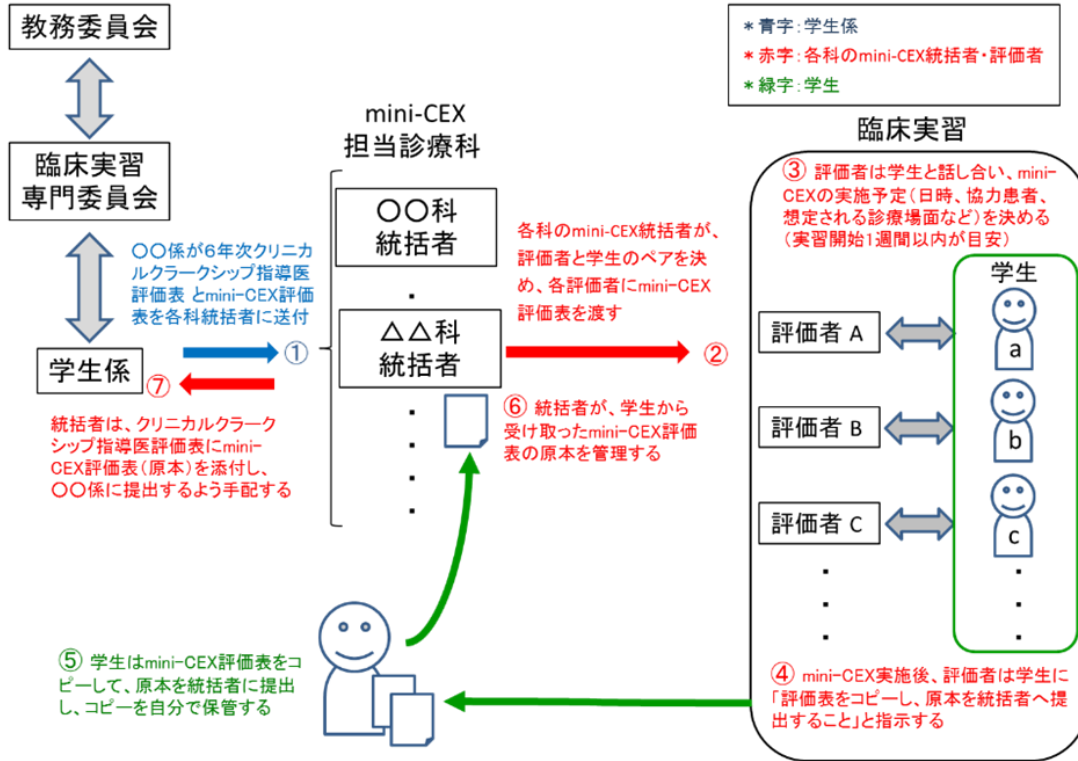 教務委員会
臨床実習
専門委員会
〇〇係が６年次クリニ
カルクラークシップ指導医
評価表 とmini-CEX評価
表を各科統括者に送付
学生係
①
⑦
統括者は、クリニカルクラーク
シップ指導医評価表にmini-
CEX評価表（原本）を添付し、
〇〇係に提出するよう手配する
mini-CEX
担当診療科
〇〇科
統括者
・
△△科
統括者
・
・
・
・
各科のmini-CEX統括者が、
評価者と学生のペアを決
め、各評価者にmini-CEX
評価表を渡す
②
⑥ 統括者が、学生から
受け取ったmini-CEX評価
表の原本を管理する
⑤ 学生はmini-CEX評価表をコ
ピーして、原本を統括者に提出
し、コピーを自分で保管する
＊青字：学生係
＊赤字：各科のmini-CEX統括者・評価者
＊緑字：学生
臨床実習
③ 評価者は学生と話し合い、mini-
CEXの実施予定（日時、協力患者、
想定される診療場面など）を決める
（実習開始1週間以内が目安）
学生
評価者 A
a
評価者 B
b
評価者 C
c
・ ・
・ ・
・ ・
④ mini-CEX実施後、評価者は学生に
「評価表をコピーし、原本を統括者へ提
出すること」と指示する